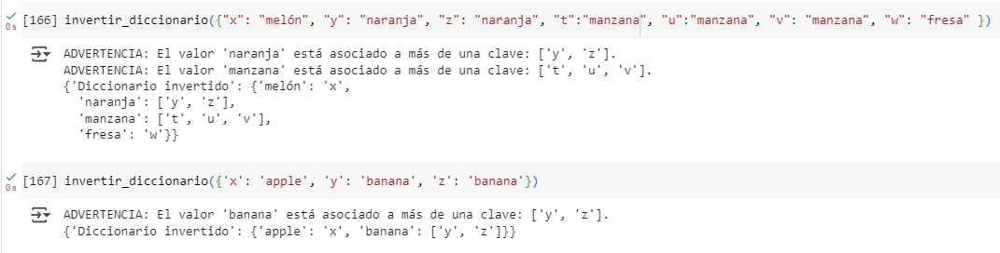 [166] invertir_diccionario({"x": "melón", "y": "naranja", "z": "naranja", "t":"manzana", "u":"manzana", "v": "manzana", "w": "fresa" })
0 s
ADVERTENCIA: El valor 'naranja' está asociado a más de una clave: ['y', 'z'].
ADVERTENCIA: El valor 'manzana' está asociado a más de una clave: ['t', 'u', 'v'].
{'Diccionario invertido': {'melón': 'x',
'naranja': ['y', 'z'],
'manzana': ['t', 'u', 'v'],
'fresa': 'w'}}
[167] invertir_diccionario({'x': 'apple', 'y': 'banana', 'z': 'banana'})
0 s
ADVERTENCIA: El valor 'banana' está asociado a más de una clave: ['y', 'z'].
{'Diccionario invertido': {'apple': 'x', 'banana': ['y', 'z']}}